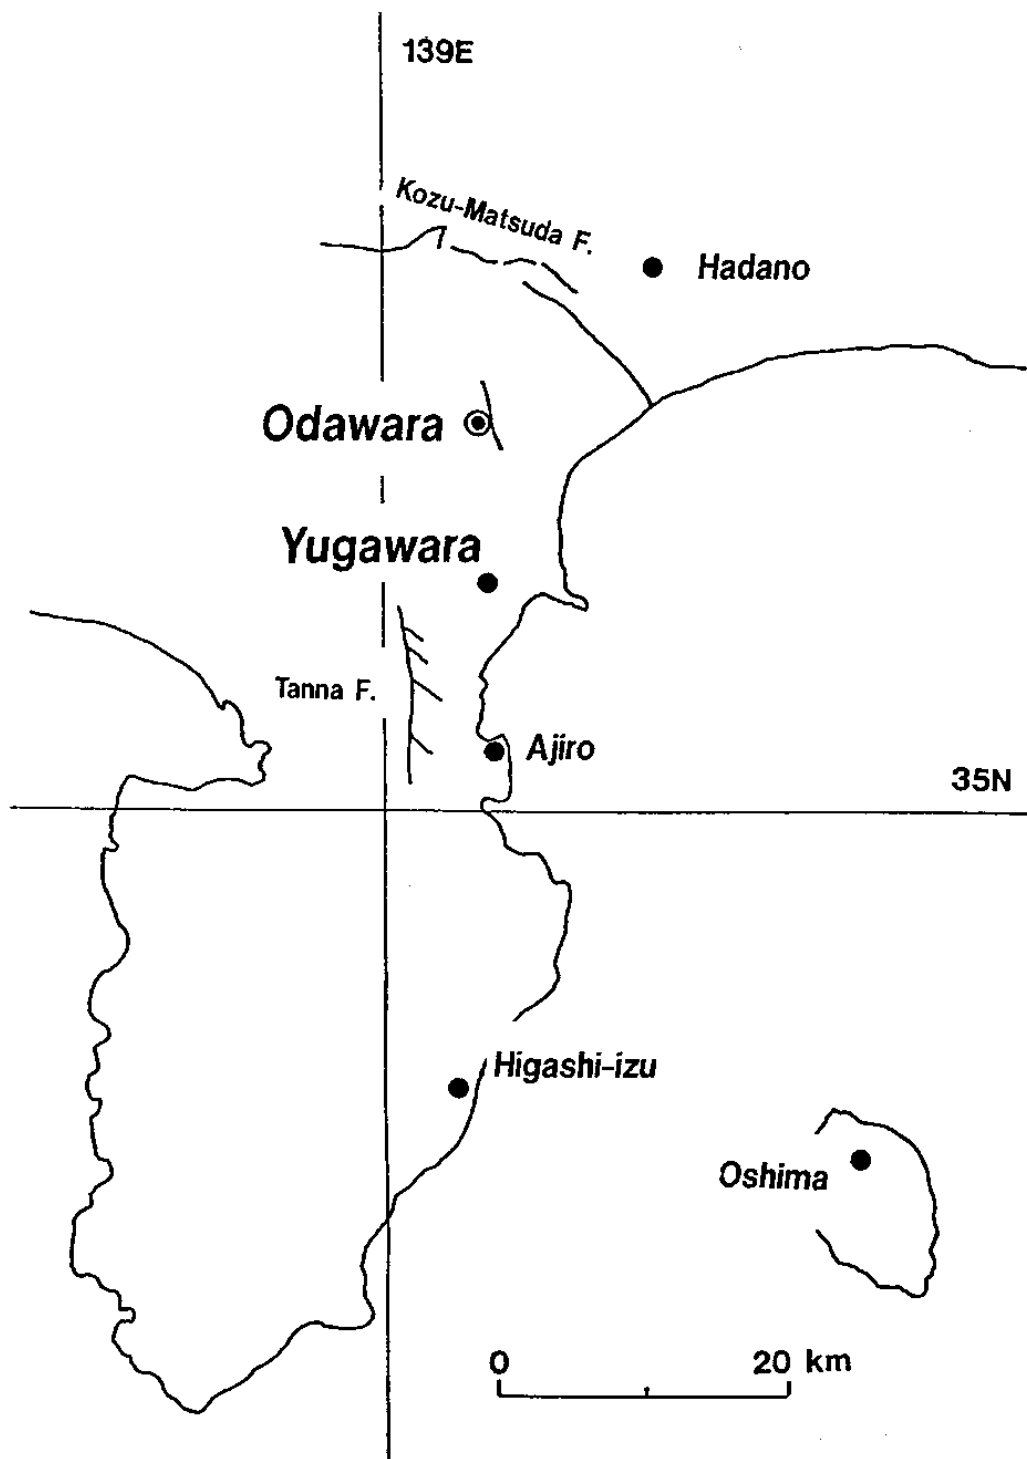 139E
Kozu-Matsuda F.
Hadano
Odawara
Yugawara
Tanna F.
Ajiro
35N
Higashi-izu
Oshima
0 20 km